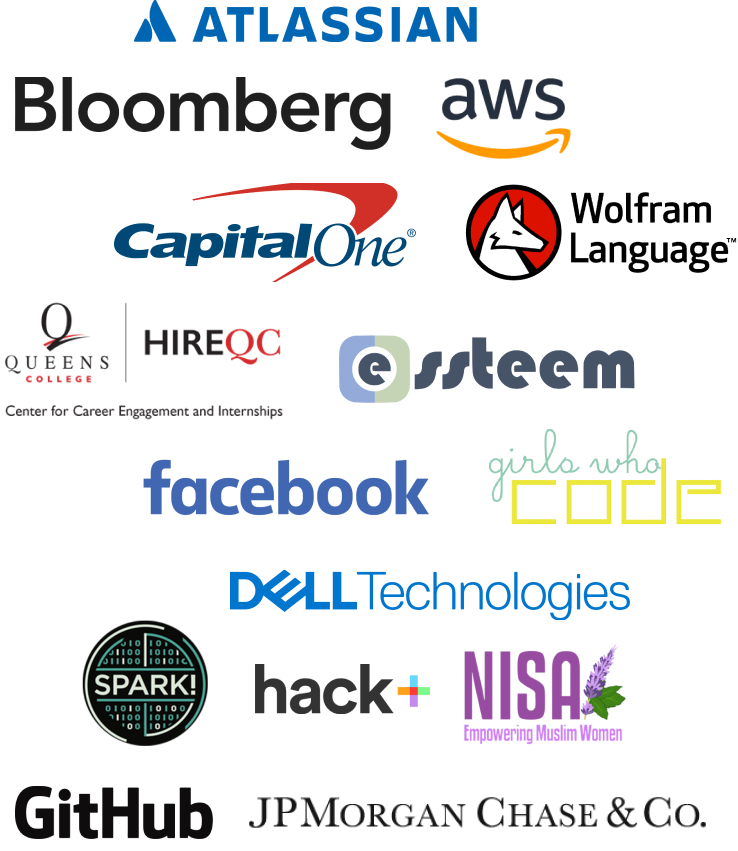 ATLASSIAN
Bloomberg
aws
Capital One®
Wolfram
Language™
QUEENS
COLLEGE
HIREQC
Center for Career Engagement and Internships
essteem
facebook
girls who
code
DELL Technologies
SPARK!
hack+
NISA
Empowering Muslim Women
GitHub
JPMORGAN CHASE & CO.